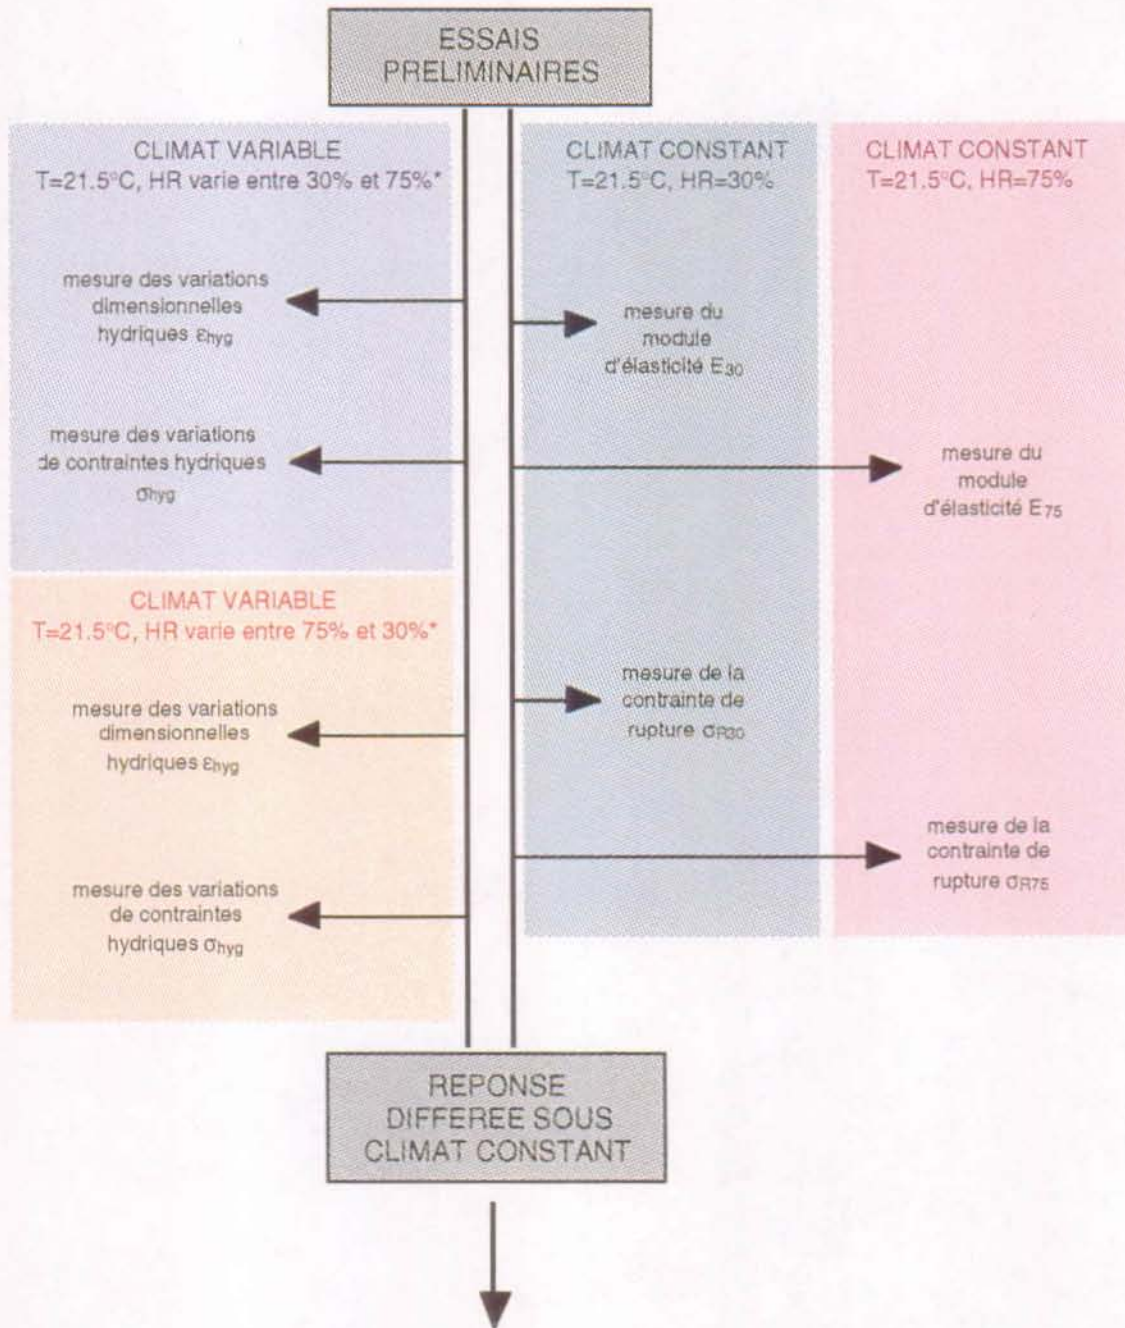 ESSAIS
PRELIMINAIRES
CLIMAT VARIABLE
T=21.5°C, HR varie entre 30% et 75%*
mesure des variations
dimensionnelles
hydriques εhyg
mesure des variations
de contraintes hydriques
σhyg
CLIMAT VARIABLE
T=21.5°C, HR varie entre 75% et 30%*
mesure des variations
dimensionnelles
hydriques εhyg
mesure des variations
de contraintes
hydriques σhyg
CLIMAT CONSTANT
T=21.5°C, HR=30%
mesure du
module
d'élasticité E30
mesure de la
contrainte de
rupture σR30
CLIMAT CONSTANT
T=21.5°C, HR=75%
mesure du
module
d'élasticité E75
mesure de la
contrainte de
rupture σR75
REPONSE
DIFFEREE SOUS
CLIMAT CONSTANT